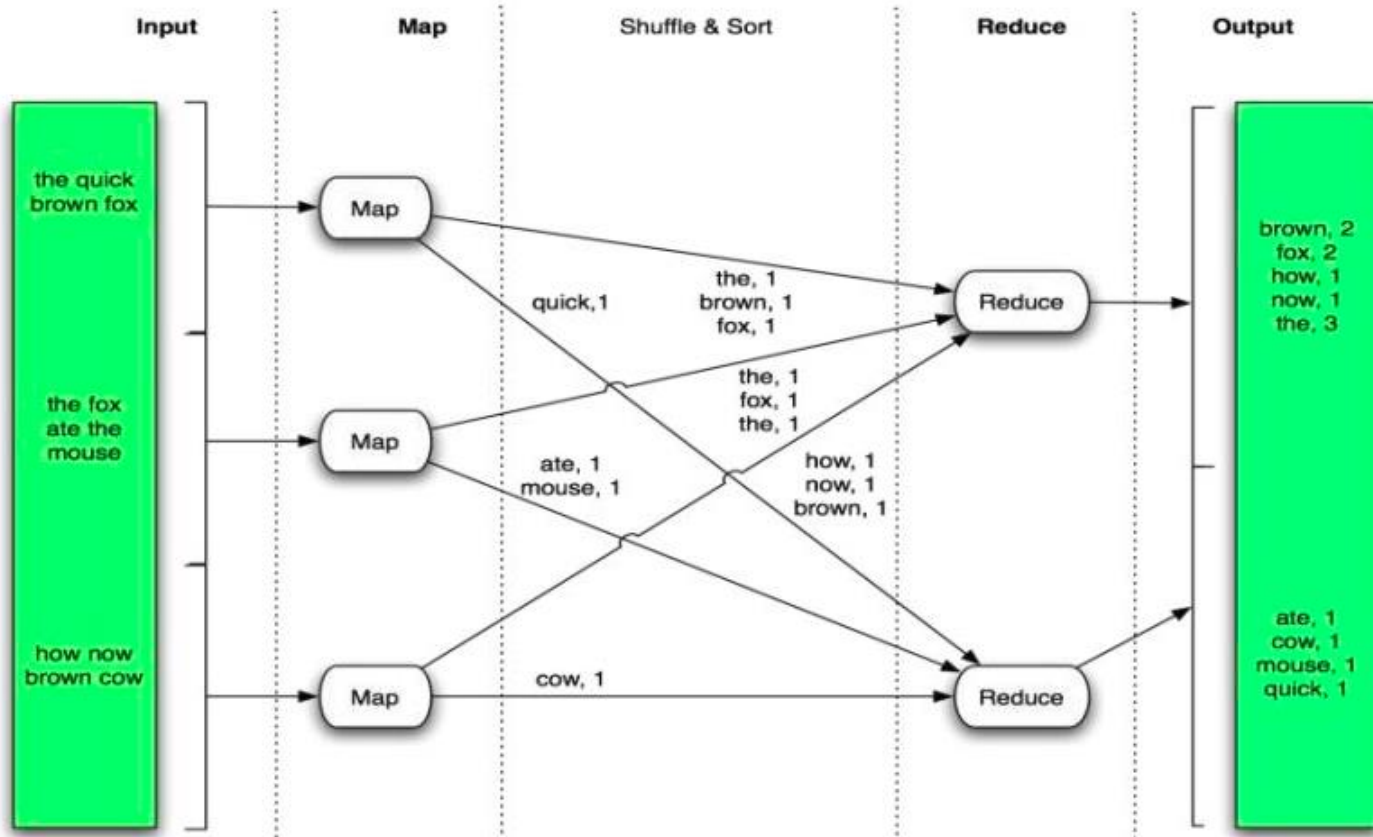 Input
Map
Shuffle & Sort
Reduce
Output
the quick
brown fox
the fox
ate the
mouse
how now
brown cow
Map
Map
Map
quick,1
the, 1
brown, 1
fox, 1
the, 1
fox, 1
the, 1
ate, 1
mouse, 1
how, 1
now, 1
brown, 1
cow, 1
Reduce
Reduce
brown, 2
fox, 2
how, 1
now, 1
the, 3
ate, 1
cow, 1
mouse, 1
quick, 1